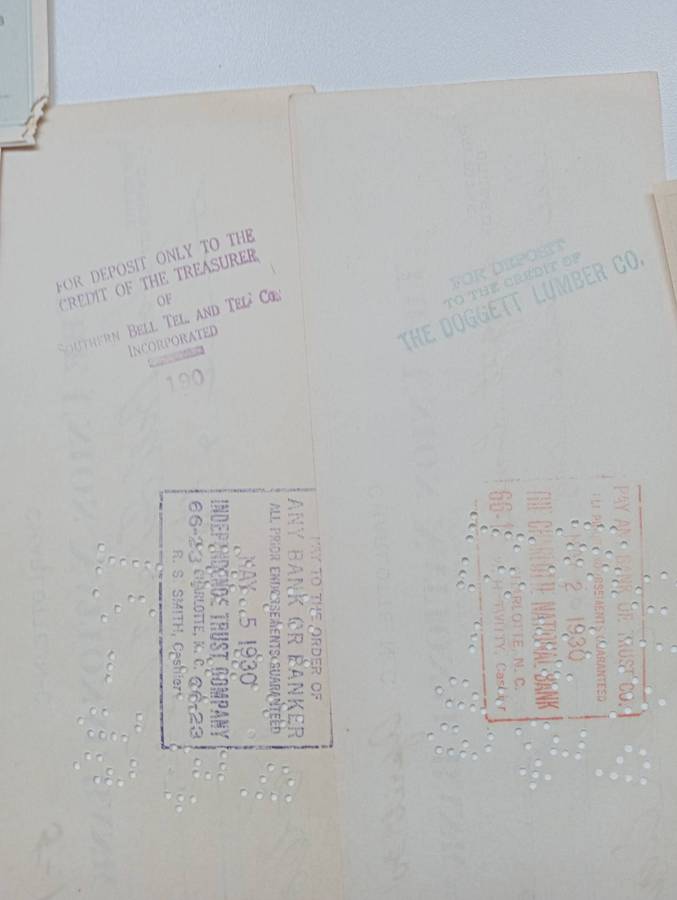 FOR DEPOSIT ONLY TO THE
CREDIT OF THE TREASURER
OF
SOUTHERN BELL TEL. AND TEL. CO.
INCORPORATED
190
PAY TO THE ORDER OF
ANY BANK OR BANKER
ALL PRIOR ENDORSEMENTS GUARANTEED
MAY 5 1930
INDEPENDENCE TRUST COMPANY
66-23 CHARLOTTE, N. C. 66-23
R. S. SMITH, Cashier
FOR DEPOSIT
TO THE CREDIT OF
THE DOGGETT LUMBER CO.
PAY ANY BANK OR TRUST CO.
ENDORSEMENTS GUARANTEED
2 1930
NATIONAL BANK
CHARLOTTE, N. C.
Cashier